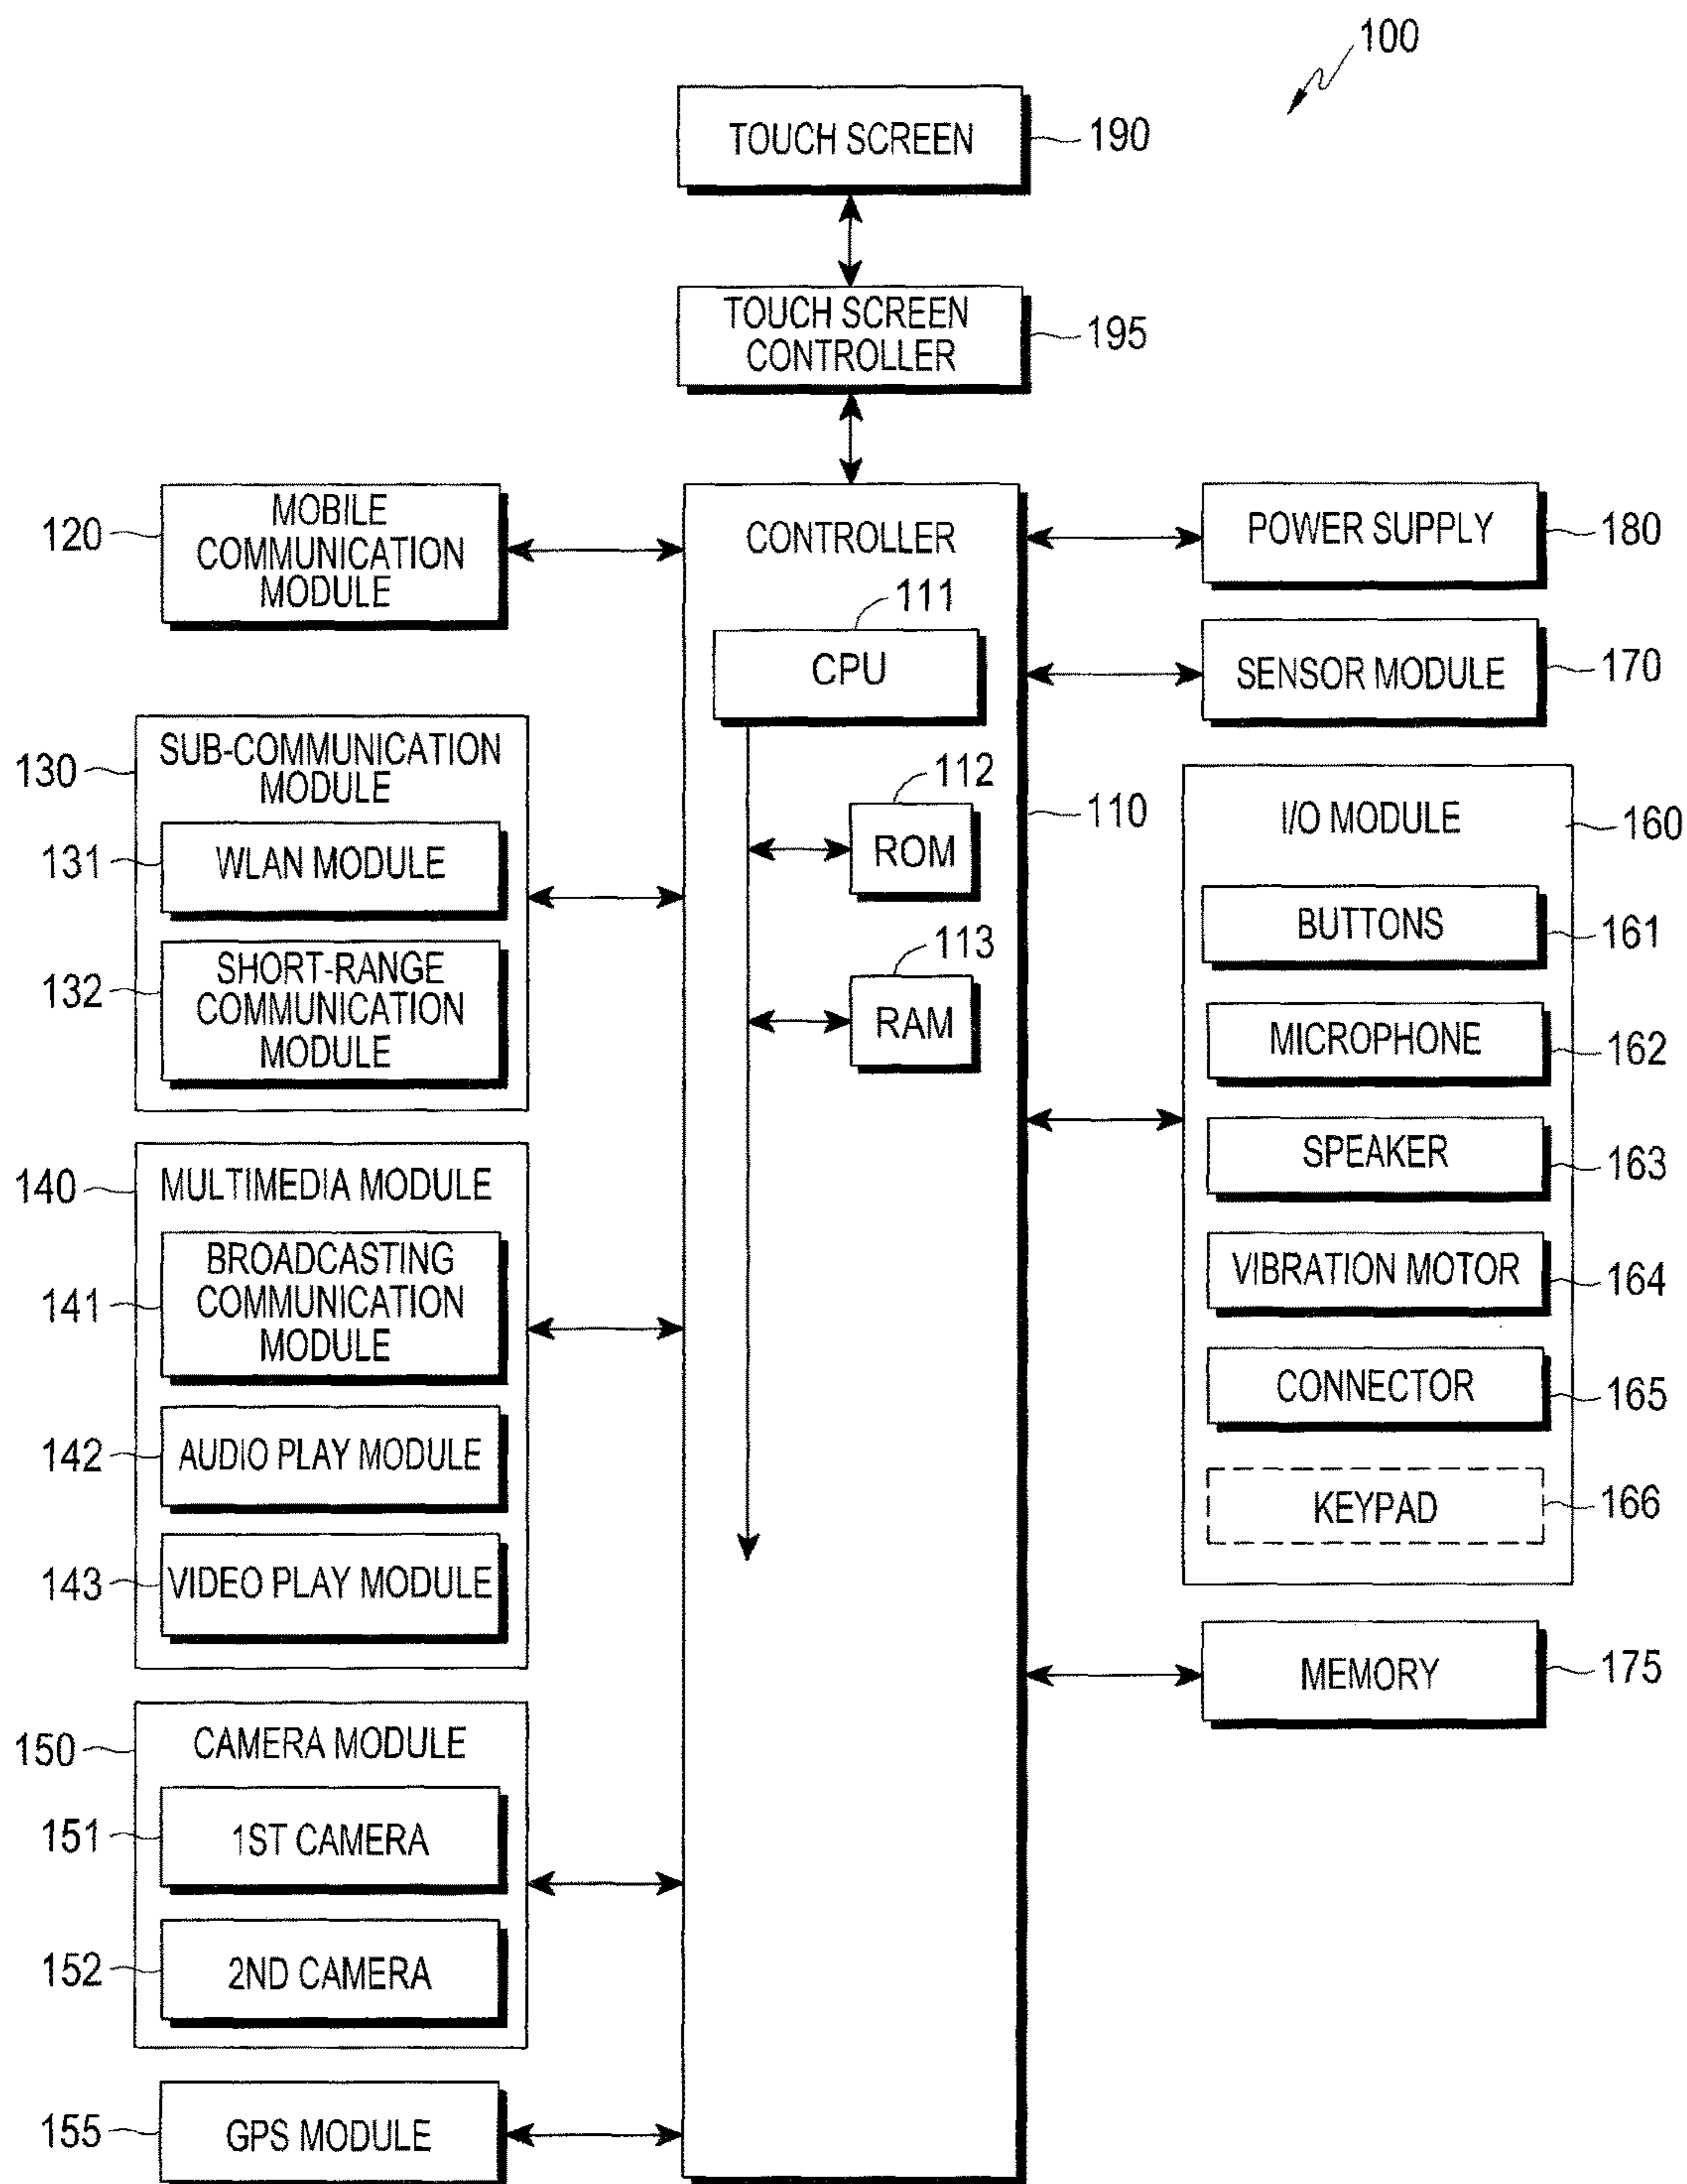 100
TOUCH SCREEN
190
TOUCH SCREEN
CONTROLLER
195
120
MOBILE
COMMUNICATION
MODULE
CONTROLLER
111
CPU
112
ROM
113
RAM
110
130
SUB-COMMUNICATION
MODULE
131
WLAN MODULE
132
SHORT-RANGE
COMMUNICATION
MODULE
140
MULTIMEDIA MODULE
141
BROADCASTING
COMMUNICATION
MODULE
142
AUDIO PLAY MODULE
143
VIDEO PLAY MODULE
150
CAMERA MODULE
151
1ST CAMERA
152
2ND CAMERA
155
GPS MODULE
POWER SUPPLY
180
SENSOR MODULE
170
I/O MODULE
160
BUTTONS
161
MICROPHONE
162
SPEAKER
163
VIBRATION MOTOR
164
CONNECTOR
165
KEYPAD
166
MEMORY
175